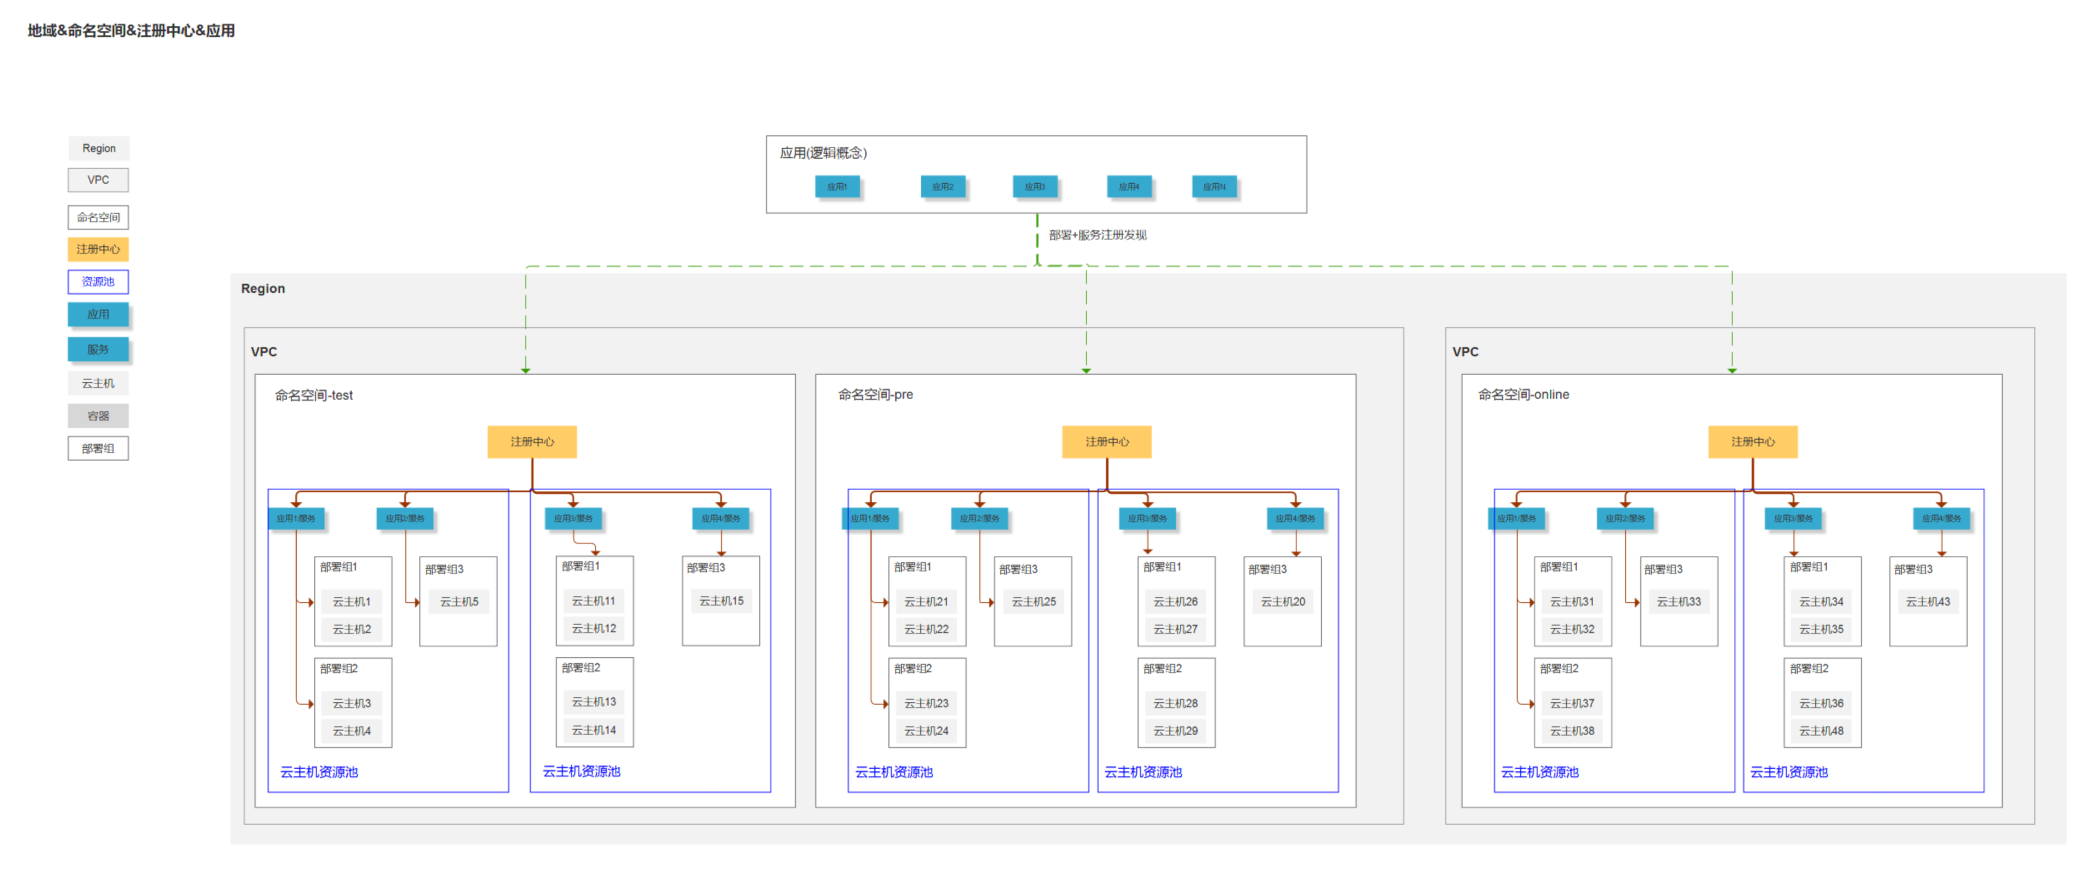 地域&命名空间&注册中心&应用
Region
VPC
命名空间
注册中心
资源池
应用
服务
云主机
容器
部署组
应用(逻辑概念)
应用1
应用2
应用3
应用4
应用N
部署+服务注册发现
Region
VPC
命名空间-test
注册中心
应用1/服务
应用2/服务
应用3/服务
应用4/服务
部署组1
云主机1
云主机2
部署组3
云主机5
部署组2
云主机3
云主机4
云主机资源池
部署组1
云主机11
云主机12
部署组3
云主机15
部署组2
云主机13
云主机14
云主机资源池
命名空间-pre
注册中心
应用1/服务
应用2/服务
应用3/服务
应用4/服务
部署组1
云主机21
云主机22
部署组3
云主机25
部署组2
云主机23
云主机24
云主机资源池
部署组1
云主机26
云主机27
部署组3
云主机20
部署组2
云主机28
云主机29
云主机资源池
VPC
命名空间-online
注册中心
应用1/服务
应用2/服务
应用3/服务
应用4/服务
部署组1
云主机31
云主机32
部署组3
云主机33
部署组2
云主机37
云主机38
云主机资源池
部署组1
云主机34
云主机35
部署组3
云主机43
部署组2
云主机36
云主机48
云主机资源池